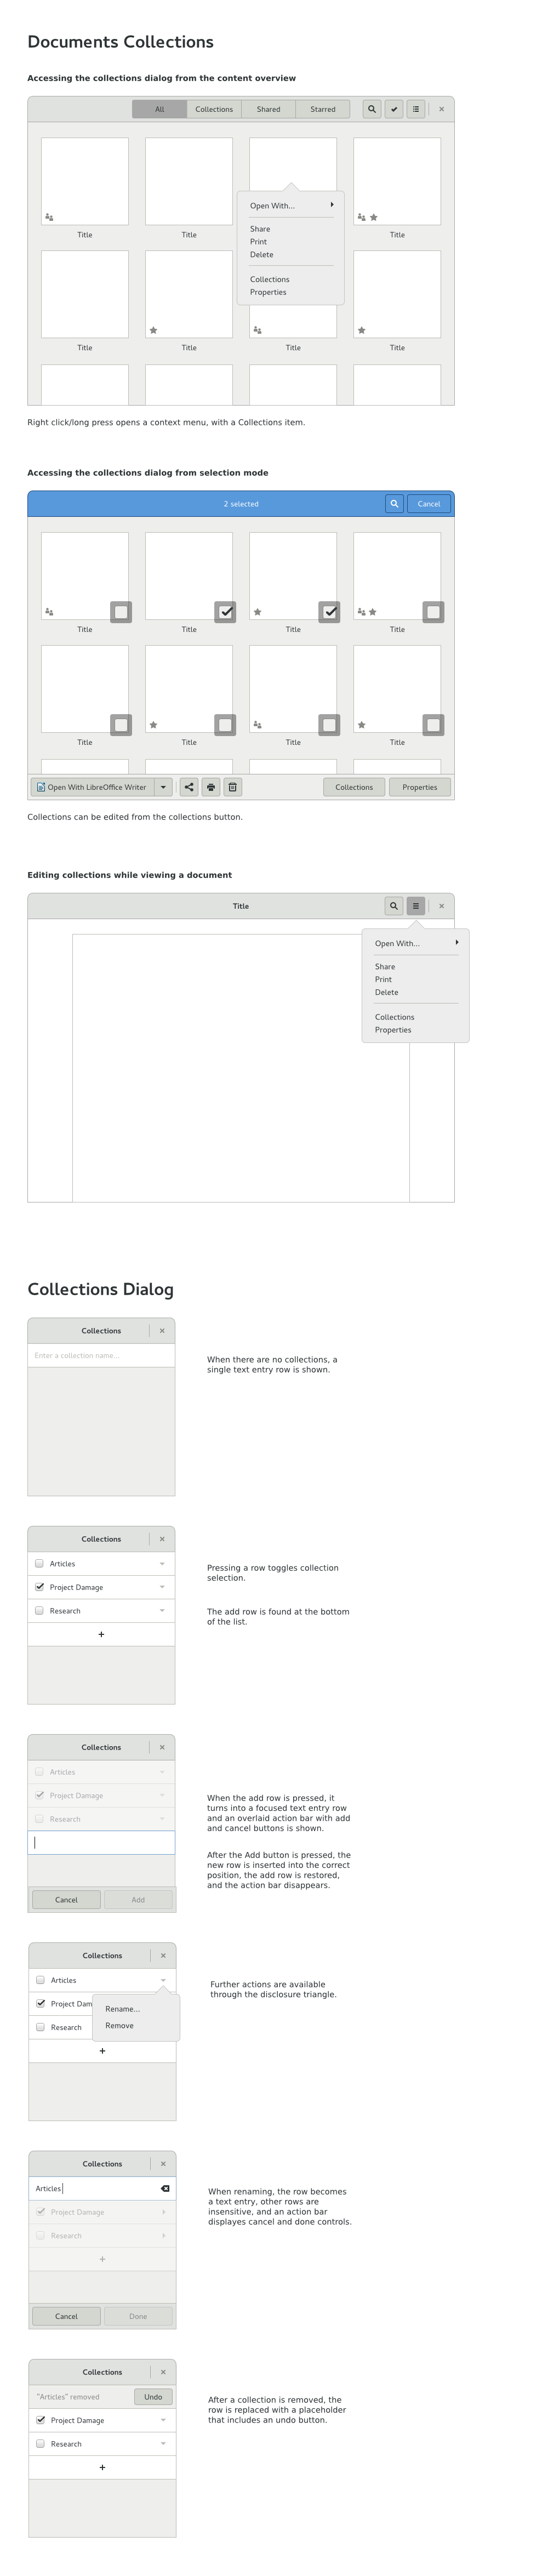 Documents Collections
Accessing the collections dialog from the content overview
All Collections Shared Starred
Open With...
Share
Print
Delete
Collections
Properties
Title Title Title
Title Title Title Title
Right click/long press opens a context menu, with a Collections item.
Accessing the collections dialog from selection mode
2 selected Cancel
Title Title Title Title
Title Title Title Title
Open With LibreOffice Writer Collections Properties
Collections can be edited from the collections button.
Editing collections while viewing a document
Title
Open With...
Share
Print
Delete
Collections
Properties
Collections Dialog
Collections
Enter a collection name...
When there are no collections, a
single text entry row is shown.
Collections
Articles
Project Damage
Research
+
Pressing a row toggles collection
selection.
The add row is found at the bottom
of the list.
Collections
Articles
Project Damage
Research
Cancel Add
When the add row is pressed, it
turns into a focused text entry row
and an overlaid action bar with add
and cancel buttons is shown.
After the Add button is pressed, the
new row is inserted into the correct
position, the add row is restored,
and the action bar disappears.
Collections
Articles
Project Dam
Research
+
Rename...
Remove
Further actions are available
through the disclosure triangle.
Collections
Articles
Project Damage
Research
+
Cancel Done
When renaming, the row becomes
a text entry, other rows are
insensitive, and an action bar
displayes cancel and done controls.
Collections
"Articles" removed Undo
Project Damage
Research
+
After a collection is removed, the
row is replaced with a placeholder
that includes an undo button.